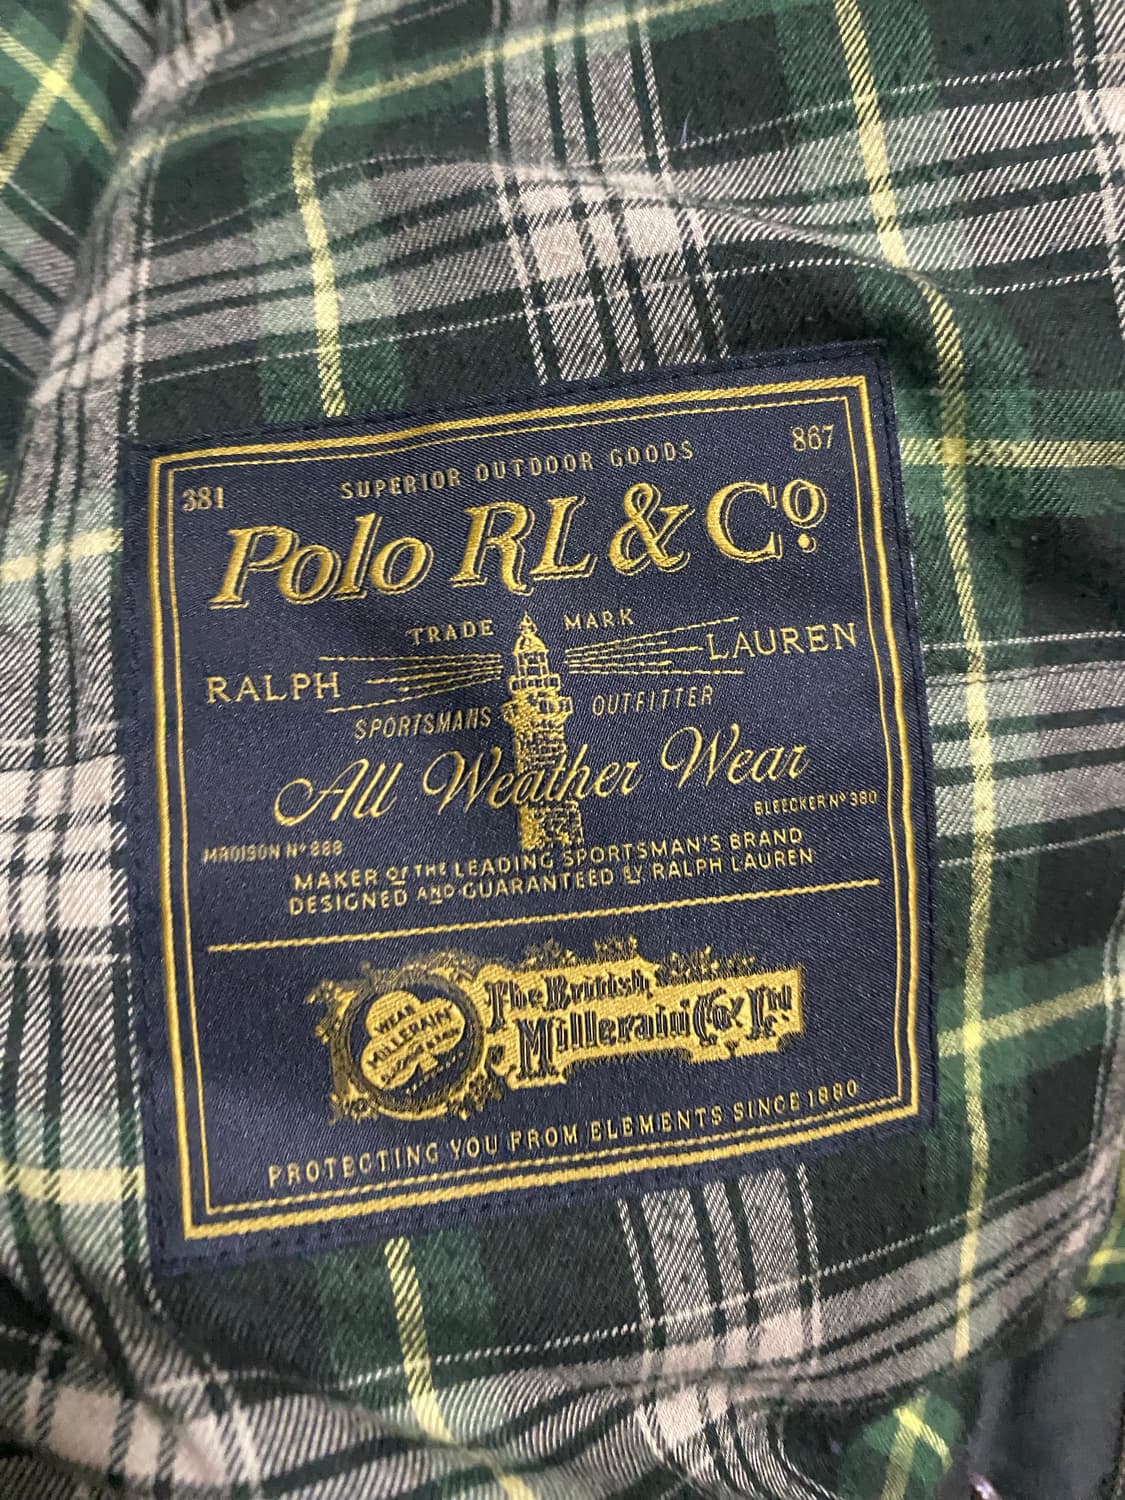 SUPERIOR OUTDOOR GOODS
381 867
Polo RL & Cº.
TRADE MARK
RALPH LAUREN
SPORTSMANS OUTFITTER
All Weather Wear
MADISON Nº 888 BLEECKER Nº 380
MAKER OF THE LEADING SPORTSMAN'S BRAND
DESIGNED AND GUARANTEED BY RALPH LAUREN
WEAR
MILLERAIN
The British
Millerain Co. Ltd
PROTECTING YOU FROM ELEMENTS SINCE 1880